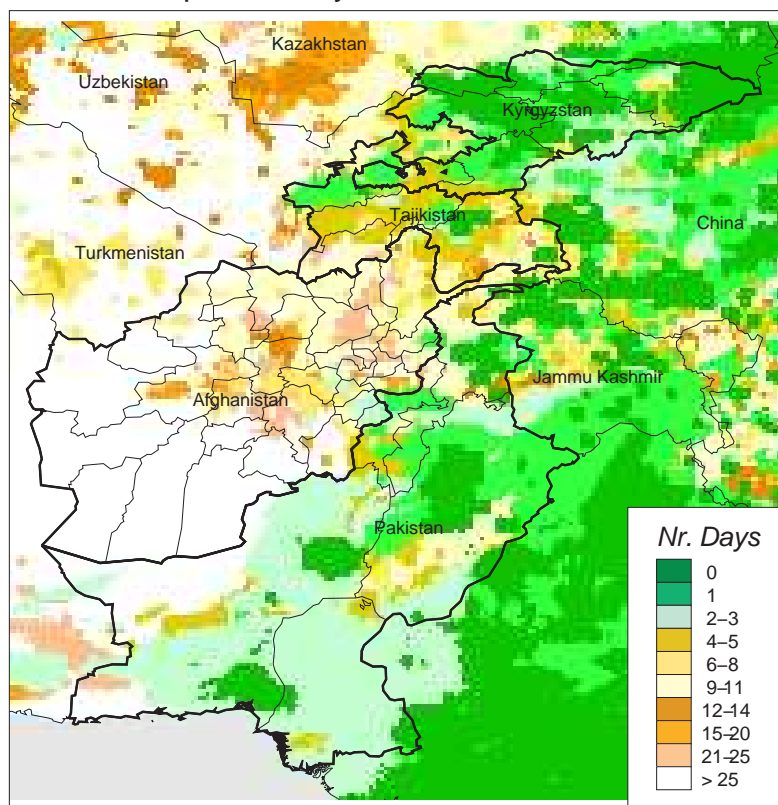 Kazakhstan
Uzbekistan
Kyrgyzstan
Tajikistan
China
Turkmenistan
Jammu Kashmir
Afghanistan
Pakistan
Nr. Days
0
1
2–3
4–5
6–8
9–11
12–14
15–20
21–25
> 25